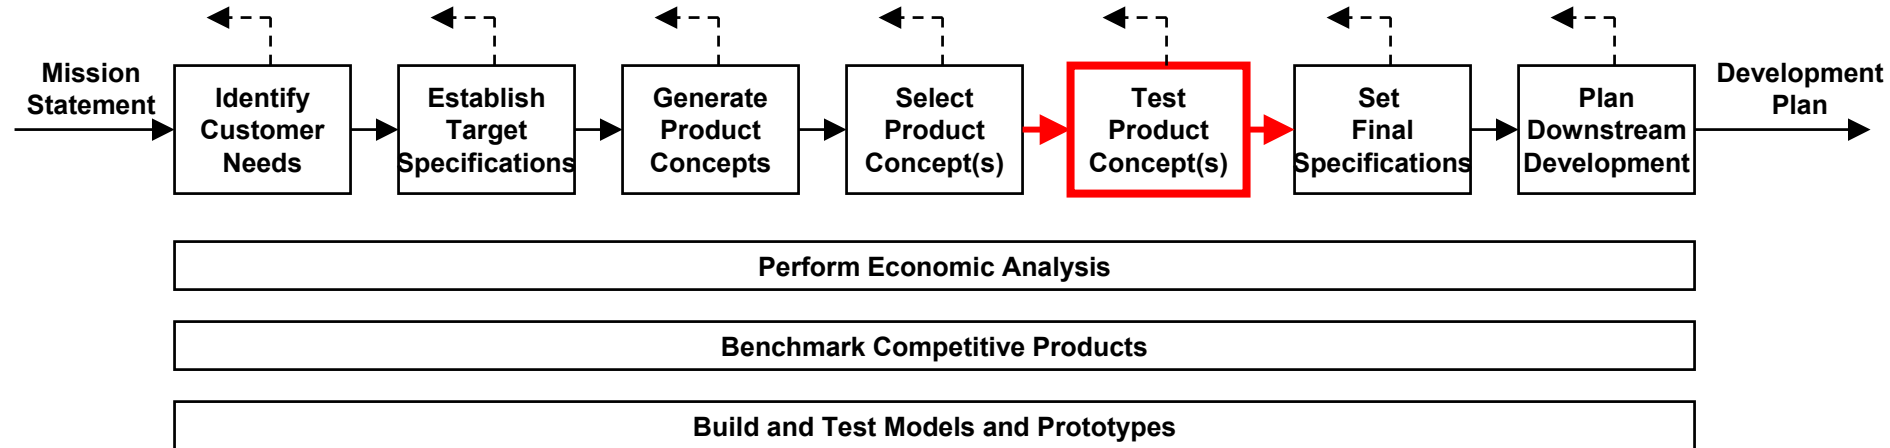 Mission
Statement
Identify
Customer
Needs
Establish
Target
Specifications
Generate
Product
Concepts
Select
Product
Concept(s)
Test
Product
Concept(s)
Set
Final
Specifications
Plan
Downstream
Development
Development
Plan
Perform Economic Analysis
Benchmark Competitive Products
Build and Test Models and Prototypes